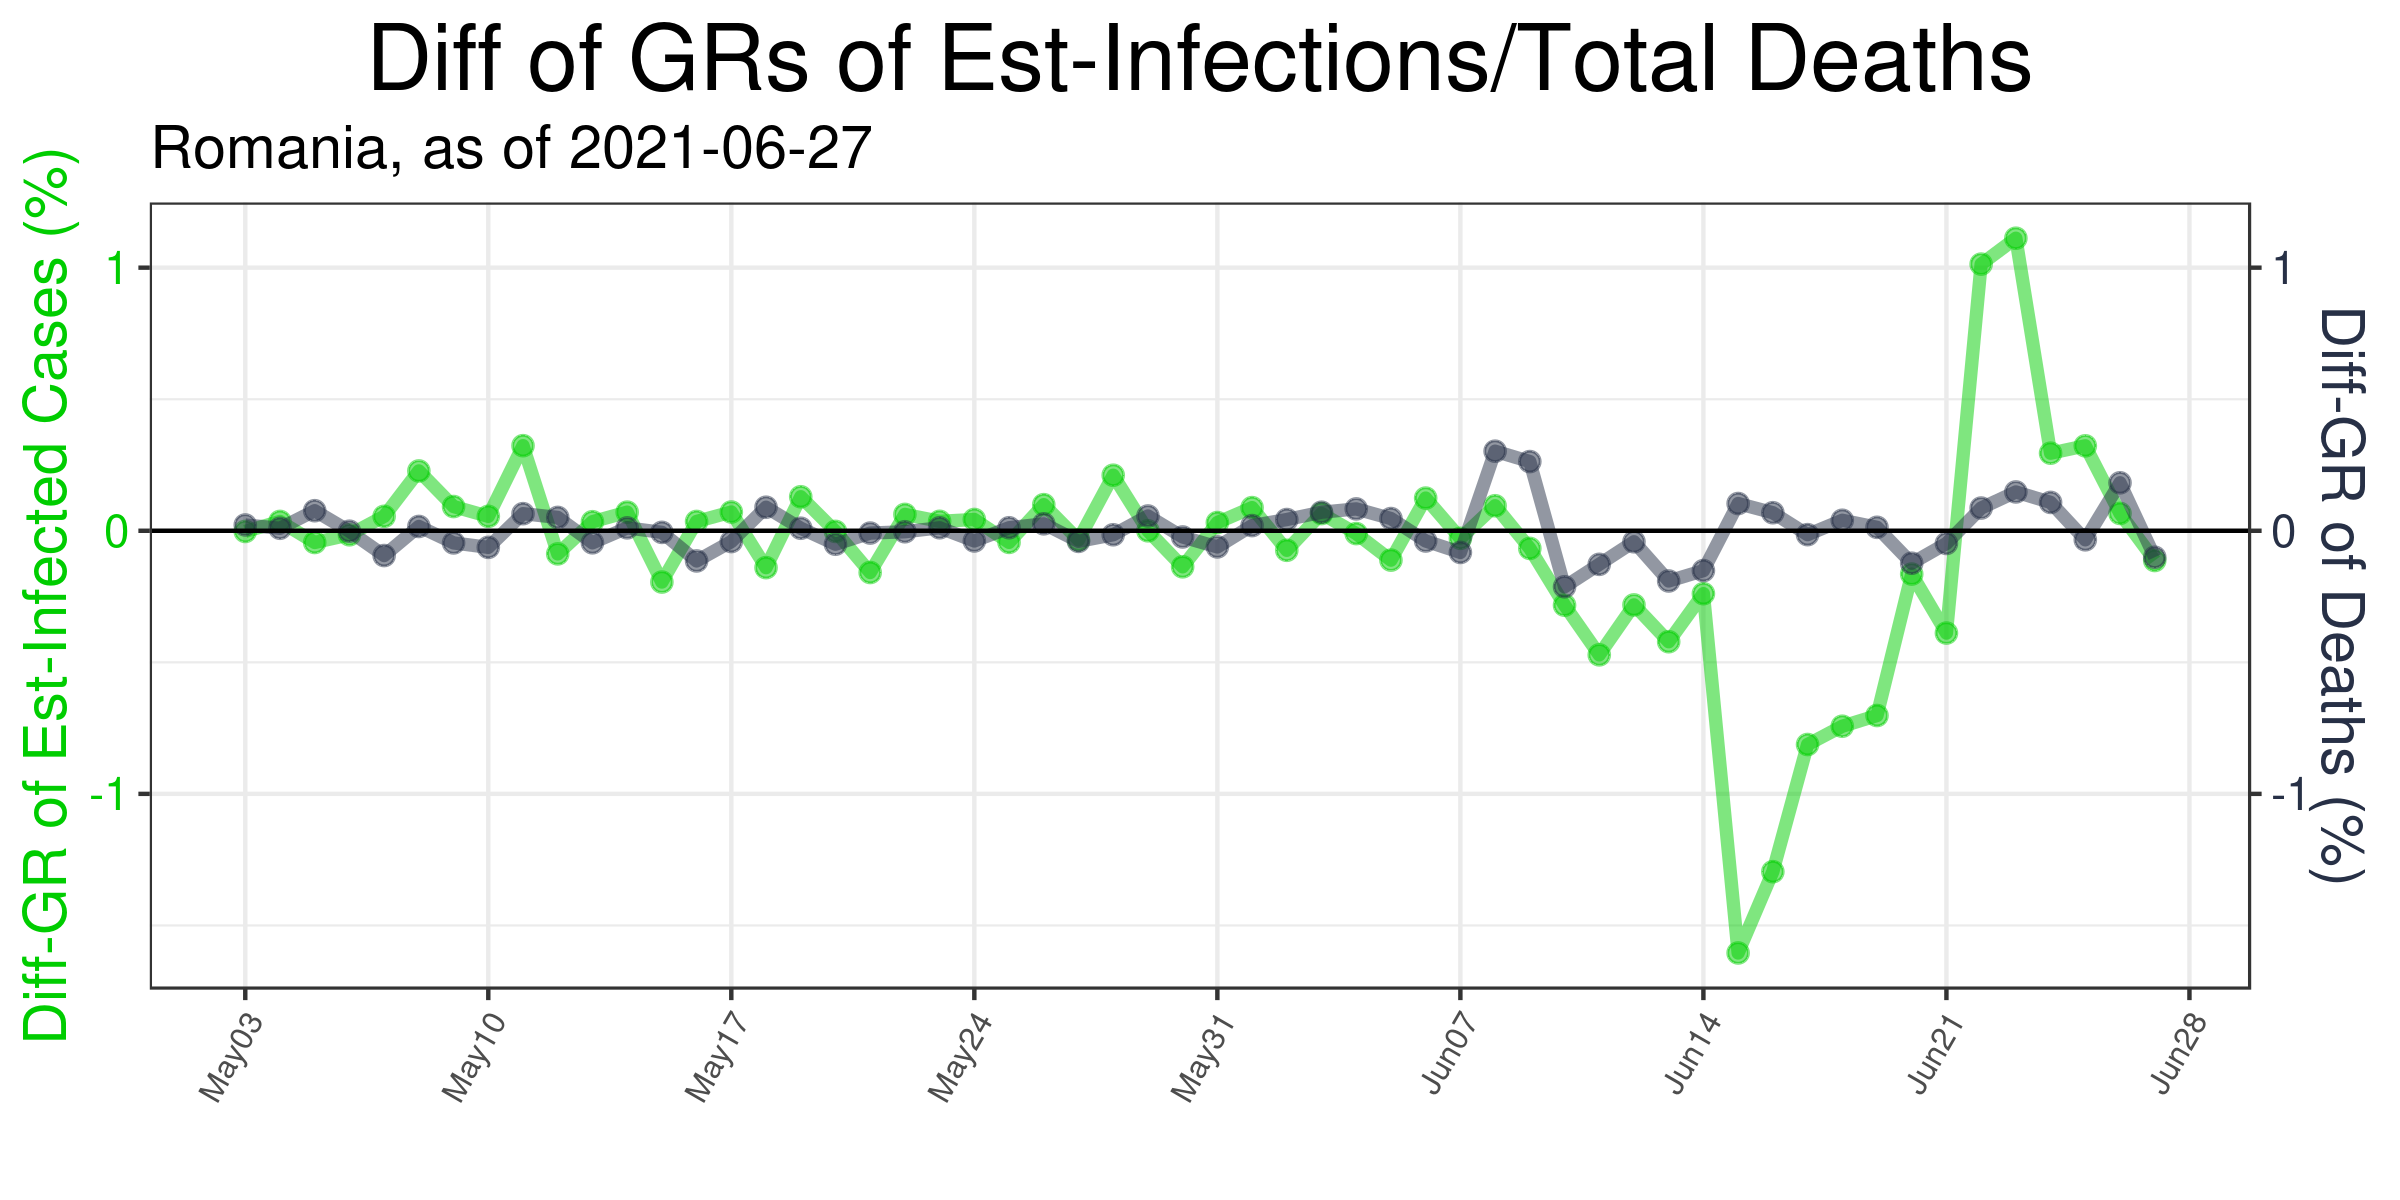 Diff of GRs of Est-Infections/Total Deaths
Romania, as of 2021-06-27
Diff-GR of Est-Infected Cases (%)
1
0
-1
1
0
-1
Diff-GR of Deaths (%)
May03
May10
May17
May24
May31
Jun07
Jun14
Jun21
Jun28